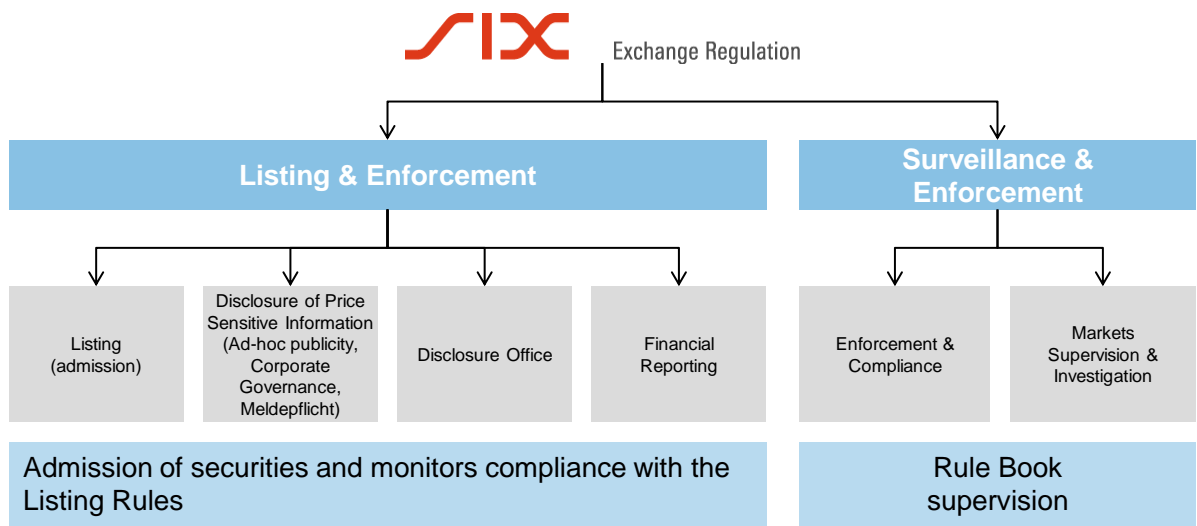 SIX Exchange Regulation
Listing & Enforcement
Surveillance &
Enforcement
Listing
(admission)
Disclosure of Price
Sensitive Information
(Ad-hoc publicity,
Corporate
Governance,
Meldepflicht)
Disclosure Office
Financial
Reporting
Enforcement &
Compliance
Markets
Supervision &
Investigation
Admission of securities and monitors compliance with the
Listing Rules
Rule Book
supervision